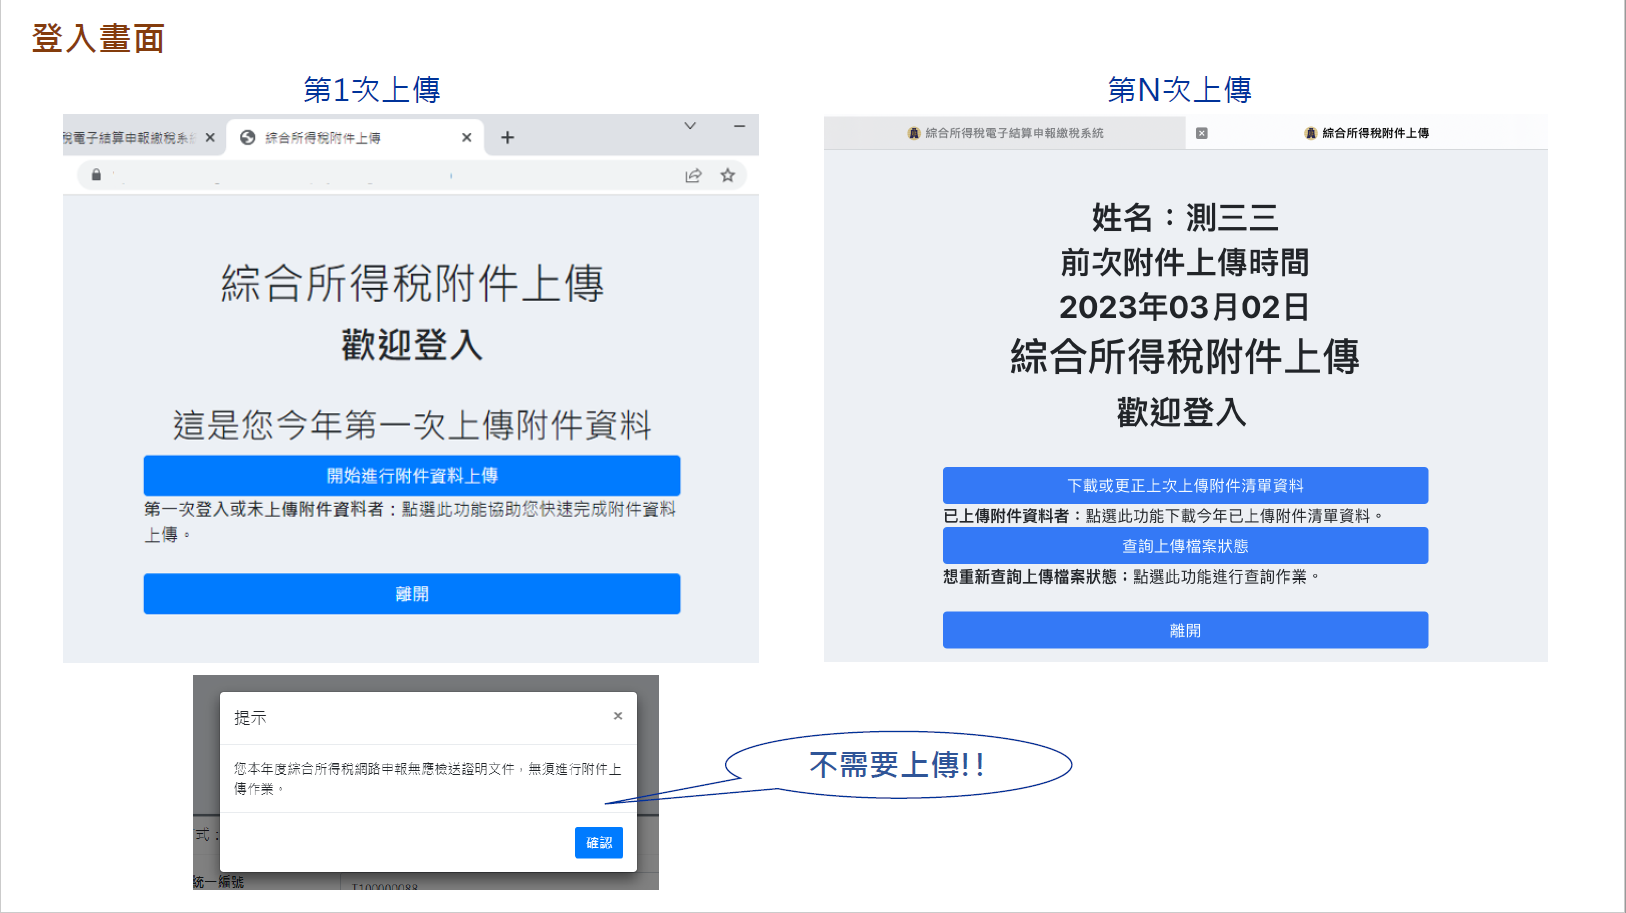 登入畫面
第1次上傳
稅電子結算申報繳稅系統
綜合所得稅附件上傳
綜合所得稅附件上傳
歡迎登入
這是您今年第一次上傳附件資料
開始進行附件資料上傳
第一次登入或未上傳附件資料者：點選此功能協助您快速完成附件資料
上傳。
離開
第N次上傳
綜合所得稅電子結算申報繳稅系統
綜合所得稅附件上傳
姓名：測三三
前次附件上傳時間
2023年03月02日
綜合所得稅附件上傳
歡迎登入
下載或更正上次上傳附件清單資料
已上傳附件資料者：點選此功能下載今年已上傳附件清單資料。
查詢上傳檔案狀態
想重新查詢上傳檔案狀態：點選此功能進行查詢作業。
離開
提示
您本年度綜合所得稅網路申報無應檢送證明文件，無須進行附件上
傳作業。
確認
式：
統一編號
不需要上傳!!